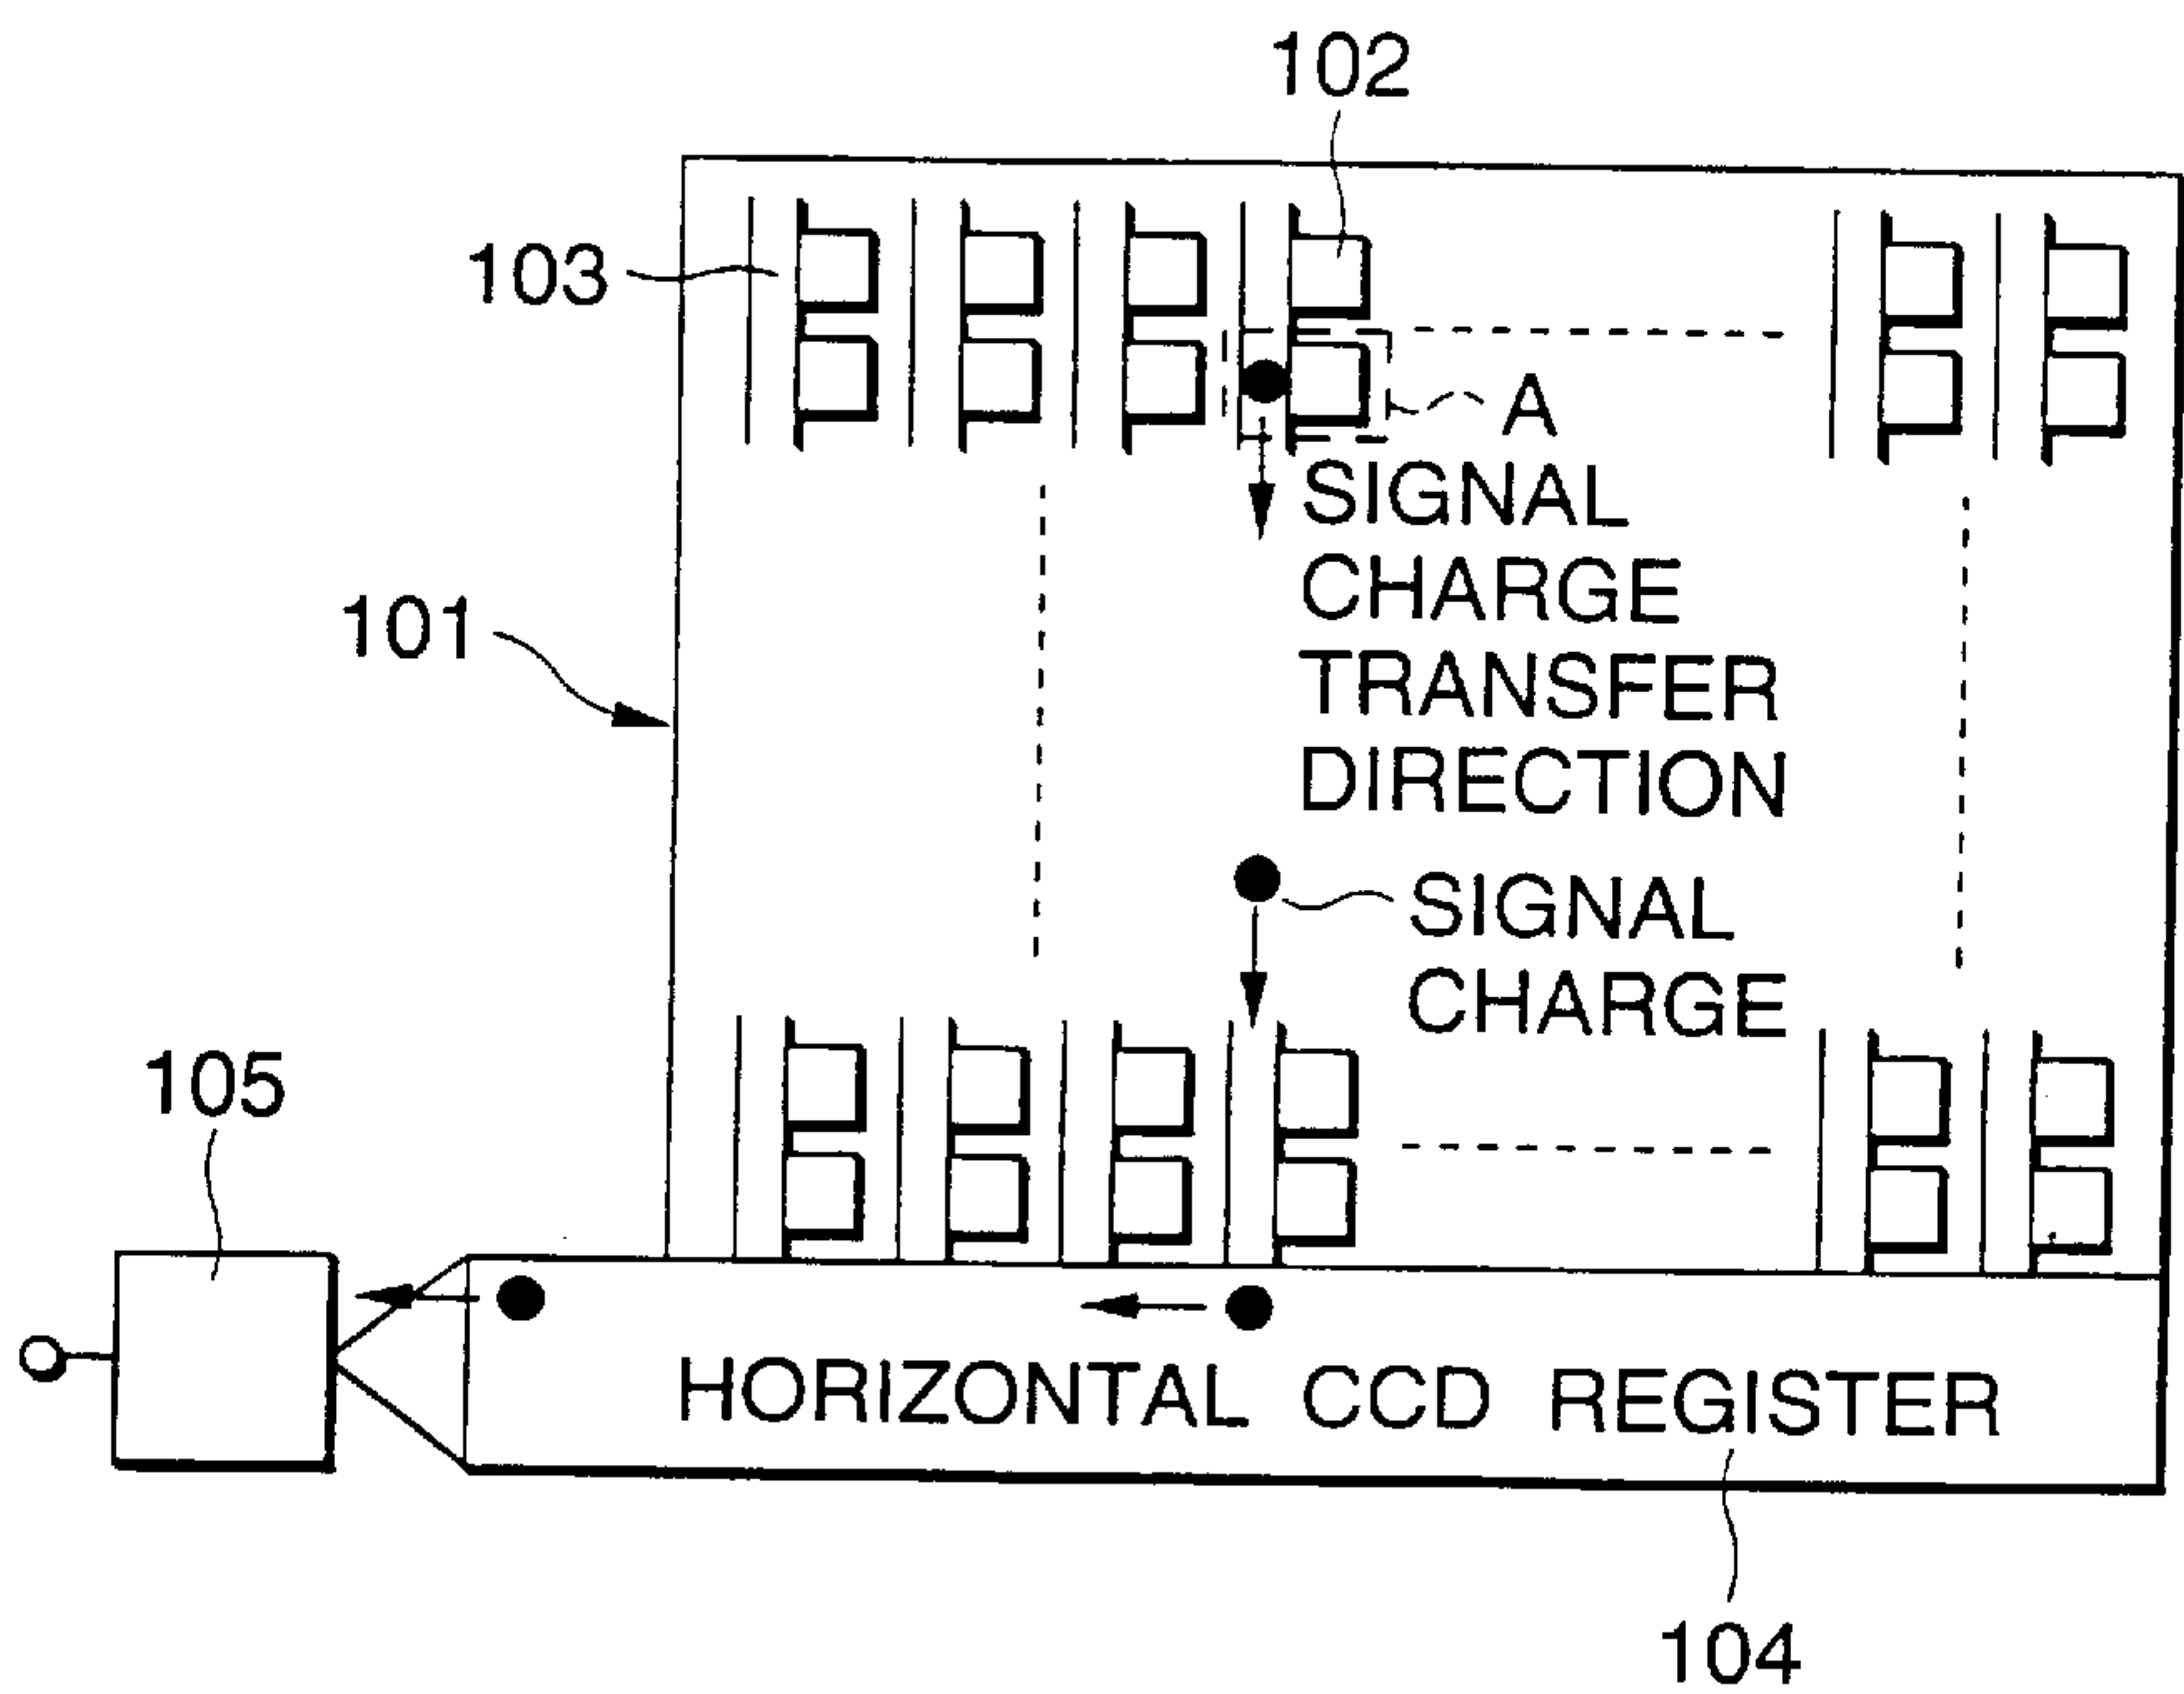 102
103
A
SIGNAL
CHARGE
TRANSFER
DIRECTION
101
SIGNAL
CHARGE
105
HORIZONTAL CCD REGISTER
104